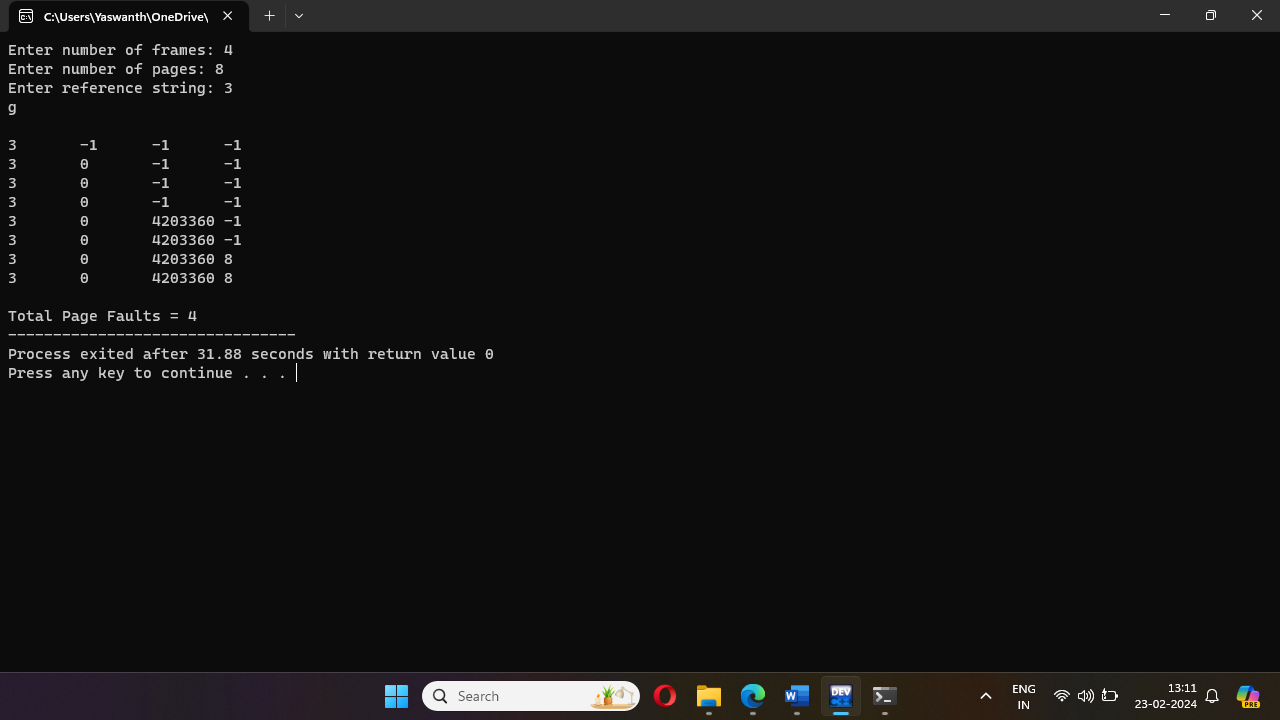 C:\Users\Yaswanth\OneDrive\
Enter number of frames: 4
Enter number of pages: 8
Enter reference string: 3
g
3 -1 -1 -1
3 0 -1 -1
3 0 -1 -1
3 0 -1 -1
3 0 4203360 -1
3 0 4203360 -1
3 0 4203360 8
3 0 4203360 8
Total Page Faults = 4
--------------------------------
Process exited after 31.88 seconds with return value 0
Press any key to continue . . .
Search
DEV
ENG
IN
13:11
23-02-2024
PRE